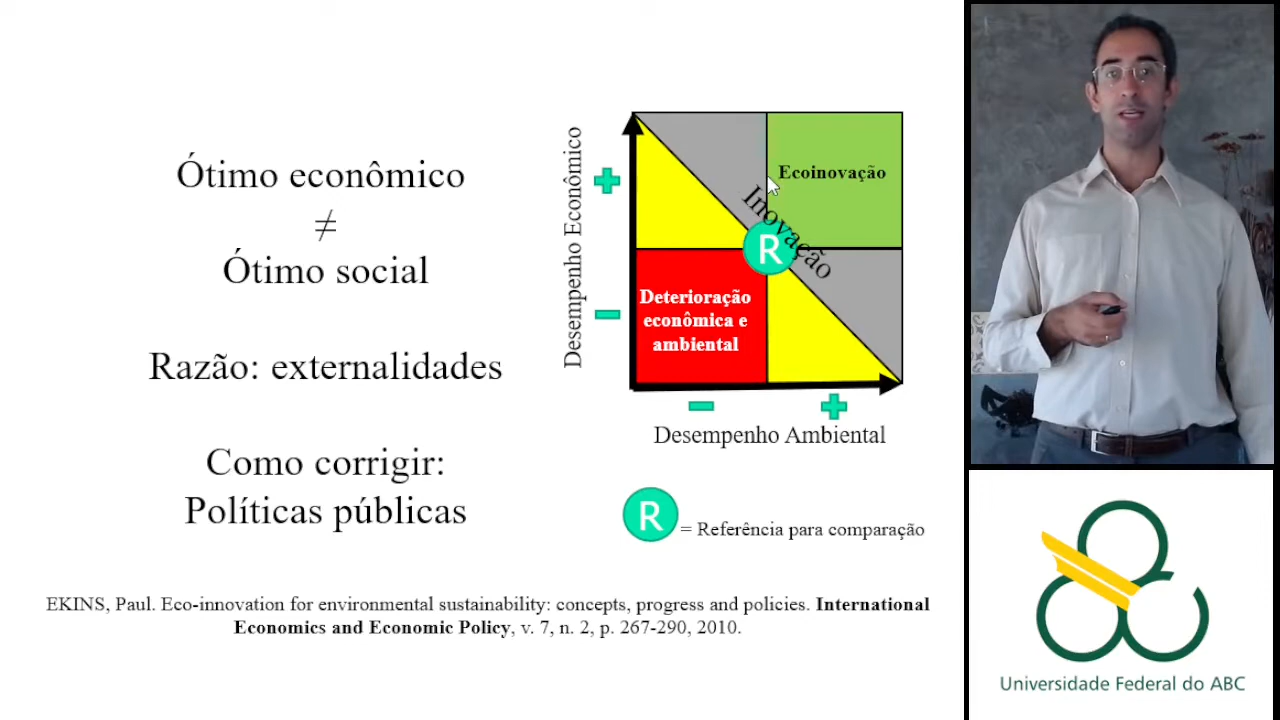 Ótimo econômico
≠
Ótimo social
Razão: externalidades
Como corrigir:
Políticas públicas
Desempenho Econômico
Ecoinovação
Inovação
R
Deterioração
econômica e
ambiental
Desempenho Ambiental
R = Referência para comparação
EKINS, Paul. Eco-innovation for environmental sustainability: concepts, progress and policies. International
Economics and Economic Policy, v. 7, n. 2, p. 267-290, 2010.
Universidade Federal do ABC